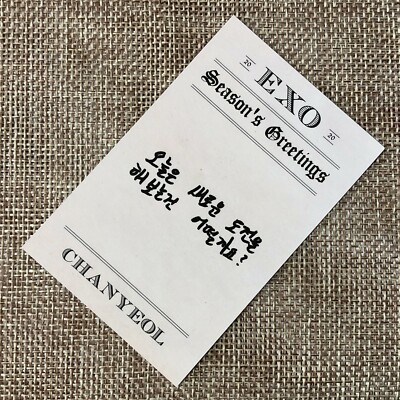 20 EXO 20
Season's Greetings
오늘은 새로운 도전을
해보는건 어떨까요?
CHANYEOL